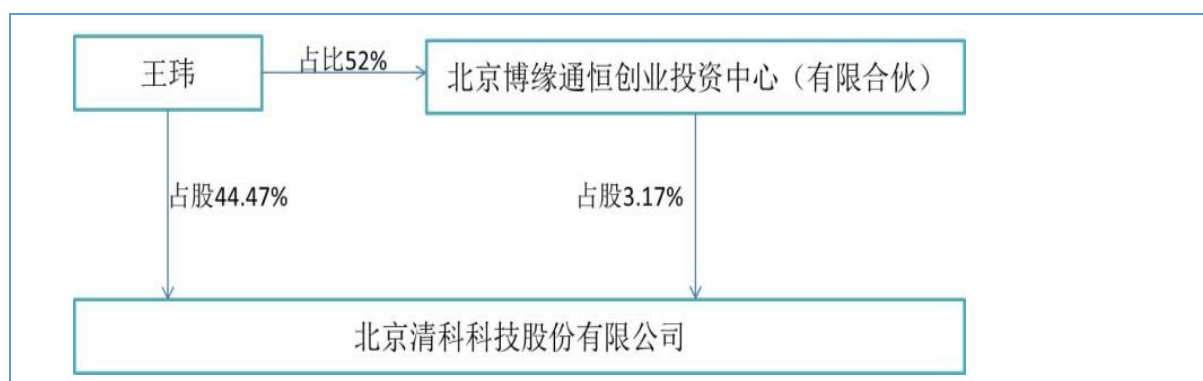 王玮
占比52%
北京博缘通恒创业投资中心（有限合伙）
占股44.47%
占股3.17%
北京清科科技股份有限公司